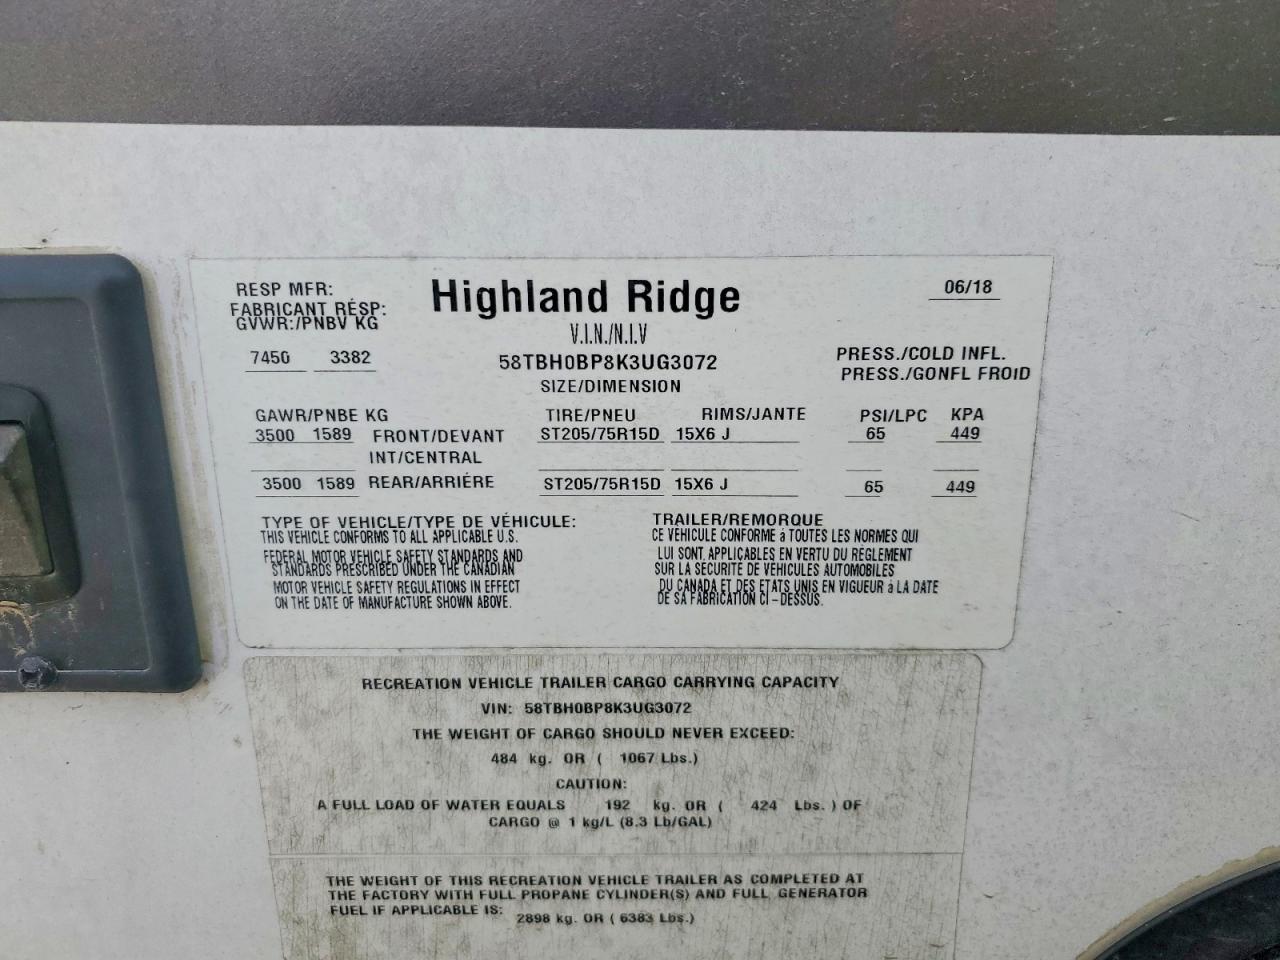 RESP MFR: Highland Ridge 06/18
FABRICANT RÉSP:
GVWR:/PNBV KG
V.I.N./N.I.V
7450 3382 58TBH0BP8K3UG3072 PRESS./COLD INFL.
SIZE/DIMENSION PRESS./GONFL FROID
GAWR/PNBE KG TIRE/PNEU RIMS/JANTE PSI/LPC KPA
3500 1589 FRONT/DEVANT ST205/75R15D 15X6 J 65 449
INT/CENTRAL
3500 1589 REAR/ARRIÉRE ST205/75R15D 15X6 J 65 449
TYPE OF VEHICLE/TYPE DE VÉHICULE: TRAILER/REMORQUE
THIS VEHICLE CONFORMS TO ALL APPLICABLE U.S.
FEDERAL MOTOR VEHICLE SAFETY STANDARDS AND
STANDARDS PRESCRIBED UNDER THE CANADIAN
MOTOR VEHICLE SAFETY REGULATIONS IN EFFECT
ON THE DATE OF MANUFACTURE SHOWN ABOVE.
CE VÉHICULE CONFORME à TOUTES LES NORMES QUI
LUI SONT APPLICABLES EN VERTU DU RÉGLEMENT
SUR LA SÉCURITÉ DE VÉHICULES AUTOMOBILES
DU CANADA ET DES ETATS UNIS EN VIGUEUR à LA DATE
DE SA FABRICATION CI-DESSUS.
RECREATION VEHICLE TRAILER CARGO CARRYING CAPACITY
VIN: 58TBH0BP8K3UG3072
THE WEIGHT OF CARGO SHOULD NEVER EXCEED:
484 kg. OR ( 1067 Lbs.)
CAUTION:
A FULL LOAD OF WATER EQUALS 192 kg. OR ( 424 Lbs. ) OF
CARGO @ 1 kg/L (8.3 Lb/GAL)
THE WEIGHT OF THIS RECREATION VEHICLE TRAILER AS COMPLETED AT
THE FACTORY WITH FULL PROPANE CYLINDER(S) AND FULL GENERATOR
FUEL IF APPLICABLE IS: 2898 kg. OR ( 6383 Lbs.)